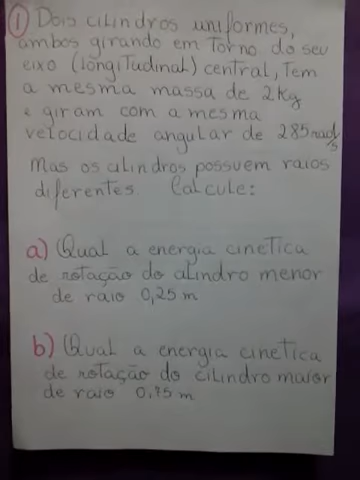 ① Dois cilindros uniformes,
ambos girando em torno do seu
eixo (longitudinal) central, Tem
a mesma massa de 2Kg
e giram com a mesma
velocidade angular de 285rad/s
Mas os cilindros possuem raios
diferentes Calcule:
a) Qual a energia cinetica
de rotação do cilindro menor
de raio 0,25 m
b) Qual a energia cinetica
de rotação do cilindro maior
de raio 0,75 m